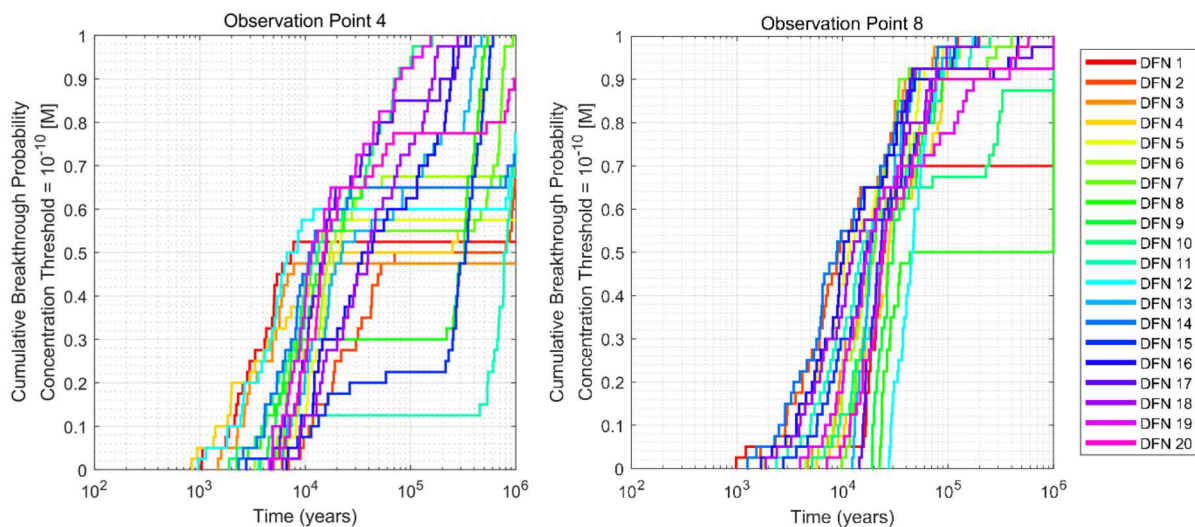 Observation Point 4
Cumulative Breakthrough Probability
Concentration Threshold = 10⁻¹⁰ [M]
1
0.9
0.8
0.7
0.6
0.5
0.4
0.3
0.2
0.1
0
10² 10³ 10⁴ 10⁵ 10⁶
Time (years)
Observation Point 8
Cumulative Breakthrough Probability
Concentration Threshold = 10⁻¹⁰ [M]
1
0.9
0.8
0.7
0.6
0.5
0.4
0.3
0.2
0.1
0
10² 10³ 10⁴ 10⁵ 10⁶
Time (years)
DFN 1
DFN 2
DFN 3
DFN 4
DFN 5
DFN 6
DFN 7
DFN 8
DFN 9
DFN 10
DFN 11
DFN 12
DFN 13
DFN 14
DFN 15
DFN 16
DFN 17
DFN 18
DFN 19
DFN 20